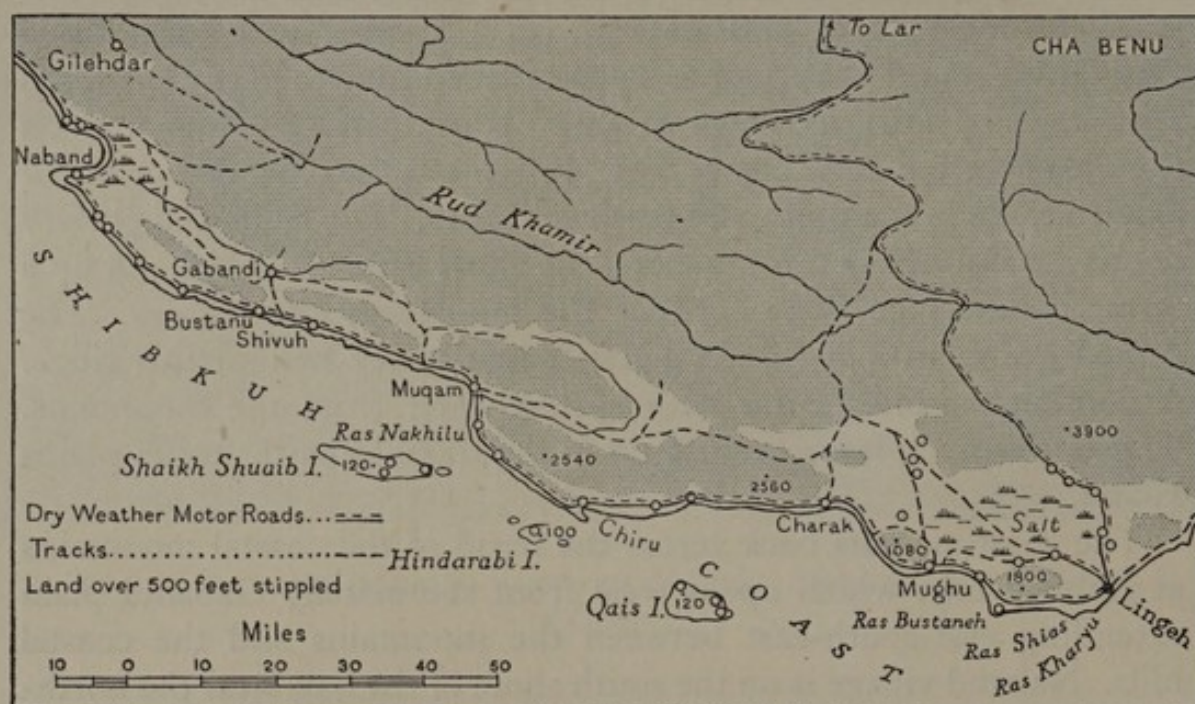 To Lar
CHA BENU
Gilehdar
Naband
Rud Khamir
Gabandi
Bustanu
Shivuh
SHIBKUH COAST
Muqam
Ras Nakhilu
3900
2540
Shaikh Shuaib I.
120
2560
Dry Weather Motor Roads...
Chiru
Charak
Salt
100
Tracks
Hindarabi I.
1080
Land over 500 feet stippled
Mughu
1800
Qais I.
120
Lingeh
Ras Bustaneh
Ras Shias
Ras Kharyu
Miles
10 0 10 20 30 40 50